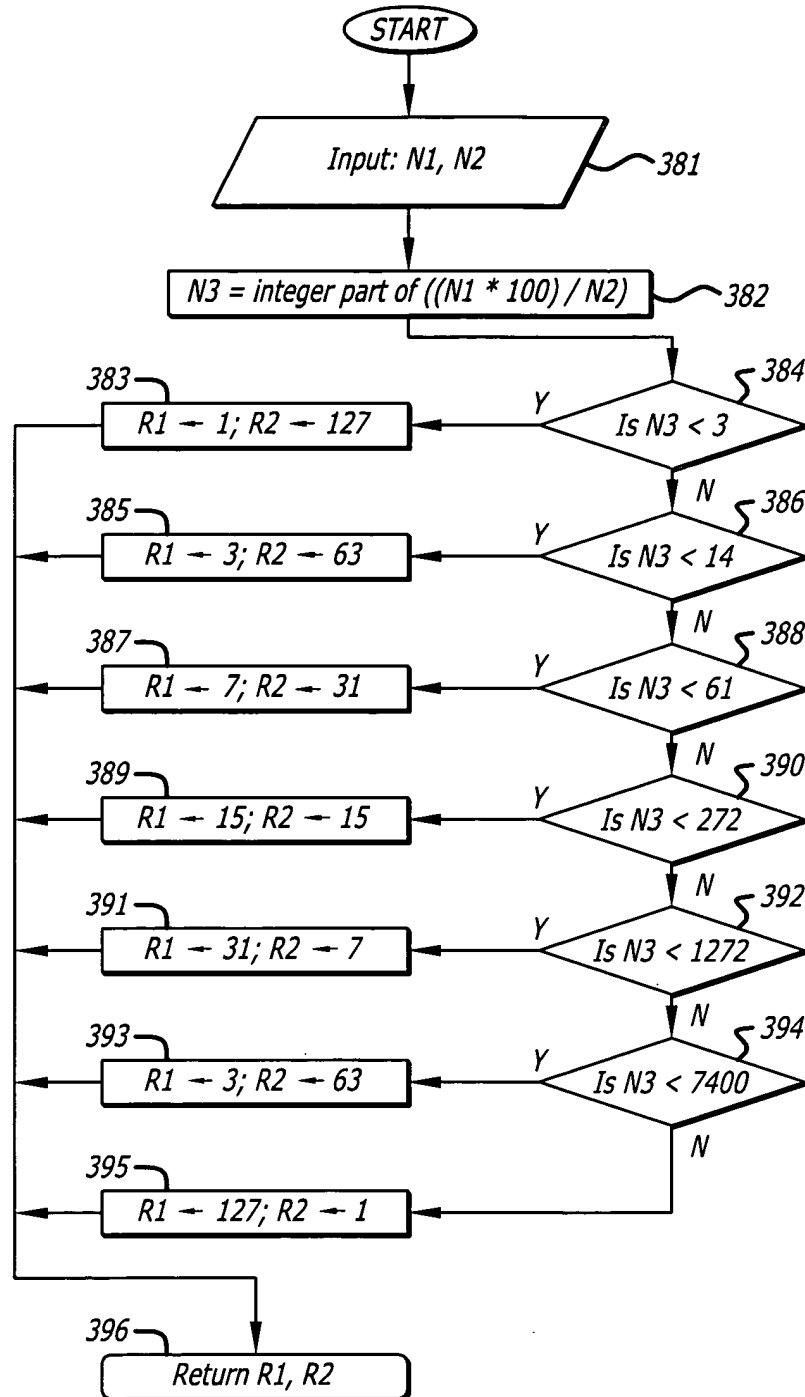 START
Input: N1, N2
381
N3 = integer part of ((N1 * 100) / N2)
382
383
384
R1 ← 1; R2 ← 127
Y
Is N3 < 3
N
385
386
R1 ← 3; R2 ← 63
Y
Is N3 < 14
N
387
388
R1 ← 7; R2 ← 31
Y
Is N3 < 61
N
389
390
R1 ← 15; R2 ← 15
Y
Is N3 < 272
N
391
392
R1 ← 31; R2 ← 7
Y
Is N3 < 1272
N
393
394
R1 ← 3; R2 ← 63
Y
Is N3 < 7400
N
395
R1 ← 127; R2 ← 1
396
Return R1, R2